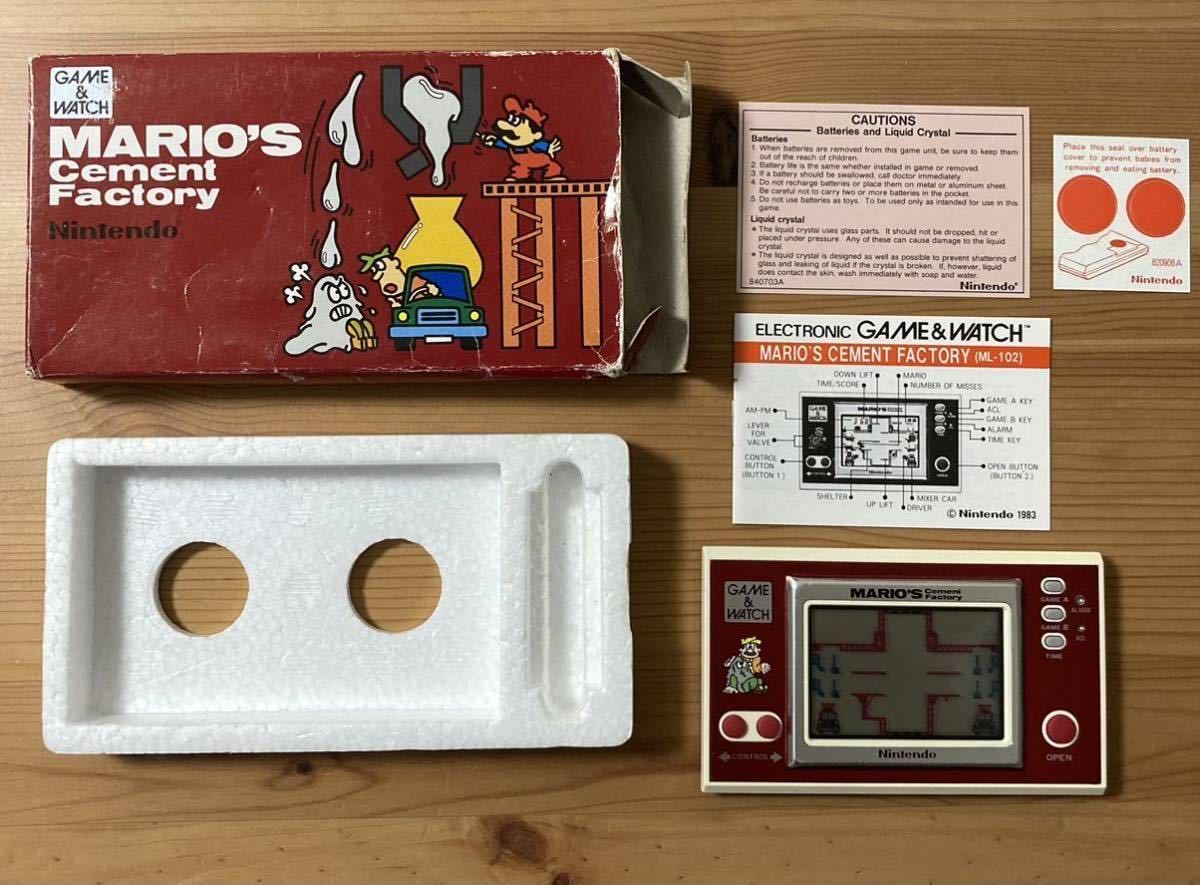 GAME
&
WATCH
MARIO'S
Cement
Factory
Nintendo®
CAUTIONS
Batteries and Liquid Crystal
Batteries
1. When batteries are removed from this game unit, be sure to keep them
out of the reach of children.
2. Battery life is the same whether installed in game or removed.
3. If a battery should be swallowed, call doctor immediately.
4. Do not recharge batteries or place them on metal or aluminum sheet.
Be careful not to carry two or more batteries in the pocket.
5. Do not use batteries as toys. To be used only as intended for use in this
game.
Liquid crystal
* The liquid crystal uses glass parts. It should not be dropped, hit or
placed under pressure. Any of these can cause damage to the liquid
crystal.
* The liquid crystal is designed as well as possible to prevent shattering of
glass and leaking of liquid if the crystal is broken. If, however, liquid
does contact the skin, wash immediately with soap and water.
840703A
Nintendo®
Place this seal over battery
cover to prevent babies from
removing and eating battery.
820908A
Nintendo
ELECTRONIC GAME&WATCH™
MARIO'S CEMENT FACTORY (ML-102)
DOWN LIFT
MARIO
TIME/SCORE
NUMBER OF MISSES
AM-PM
LEVER
FOR
VALVE
CONTROL
BUTTON
(BUTTON 1)
GAME A KEY
ACL
GAME B KEY
ALARM
TIME KEY
OPEN BUTTON
(BUTTON 2)
SHELTER
UP LIFT
DRIVER
MIXER CAR
© Nintendo 1983
GAME
&
WATCH
MARIO'S Cement
Factory
GAME A
ALARM
GAME B
ACL
TIME
CONTROL
Nintendo
OPEN